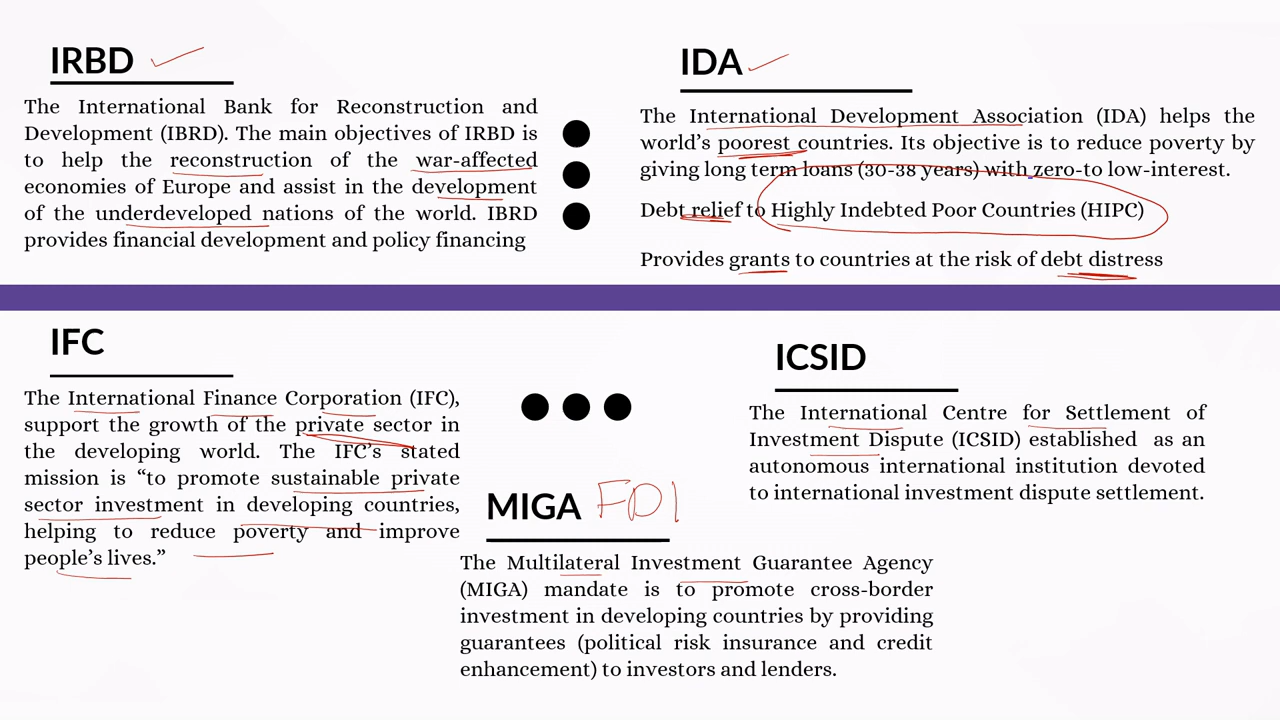 IRBD
The International Bank for Reconstruction and
Development (IBRD). The main objectives of IRBD is
to help the reconstruction of the war-affected
economies of Europe and assist in the development
of the underdeveloped nations of the world. IBRD
provides financial development and policy financing
IDA
The International Development Association (IDA) helps the
world's poorest countries. Its objective is to reduce poverty by
giving long term loans (30-38 years) with zero-to low-interest.
Debt relief to Highly Indebted Poor Countries (HIPC)
Provides grants to countries at the risk of debt distress
IFC
The International Finance Corporation (IFC),
support the growth of the private sector in
the developing world. The IFC's stated
mission is “to promote sustainable private
sector investment in developing countries,
helping to reduce poverty and improve
people's lives.”
MIGA FDI
The Multilateral Investment Guarantee Agency
(MIGA) mandate is to promote cross-border
investment in developing countries by providing
guarantees (political risk insurance and credit
enhancement) to investors and lenders.
ICSID
The International Centre for Settlement of
Investment Dispute (ICSID) established as an
autonomous international institution devoted
to international investment dispute settlement.